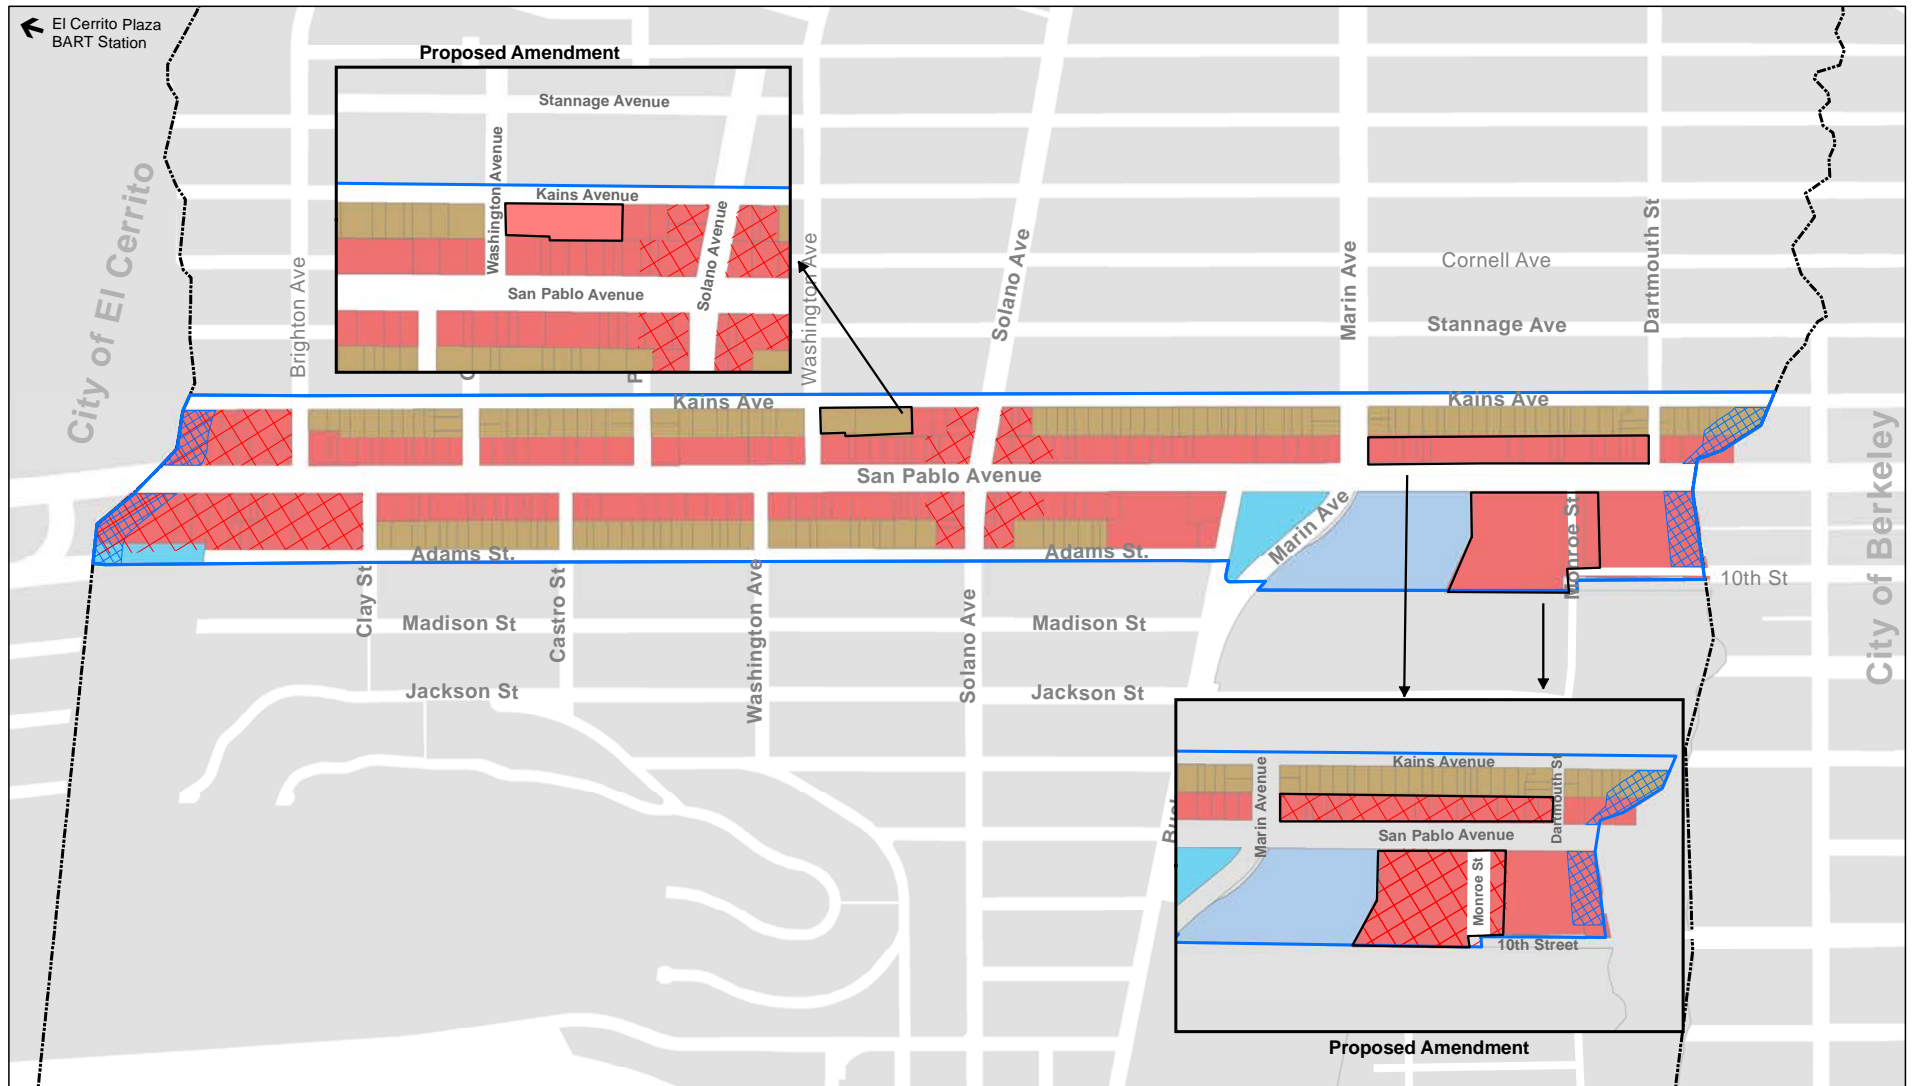 El Cerrito Plaza
BART Station
Proposed Amendment
Stannage Avenue
Washington Avenue
Kains Avenue
Solano Avenue
San Pablo Avenue
City of El Cerrito
Brighton Ave
Washington Ave
Solano Ave
Marin Ave
Cornell Ave
Stannage Ave
Dartmouth St
Kains Ave
Kains Ave
San Pablo Avenue
Marin Ave
Monroe St
10th St
City of Berkeley
Adams St.
Adams St.
Clay St
Castro St
Washington Ave
Solano Ave
Madison St
Madison St
Jackson St
Jackson St
Kains Avenue
Marin Avenue
Dartmouth St
San Pablo Avenue
Monroe St
10th Street
Proposed Amendment